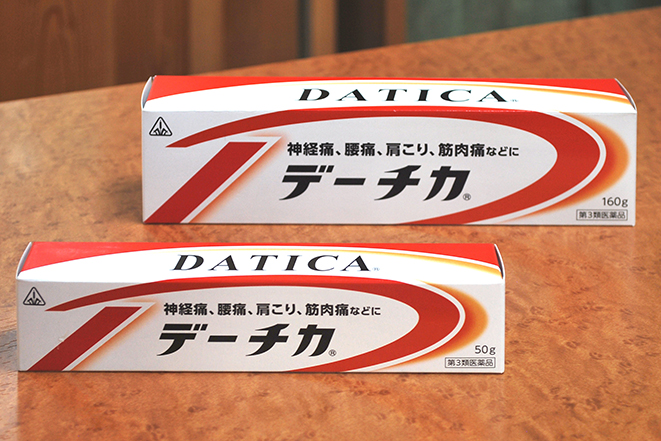 DATICA®
神経痛、腰痛、肩こり、筋肉痛などに
デーチカ®
160g
第3類医薬品
DATICA®
神経痛、腰痛、肩こり、筋肉痛などに
デーチカ®
50g
第3類医薬品